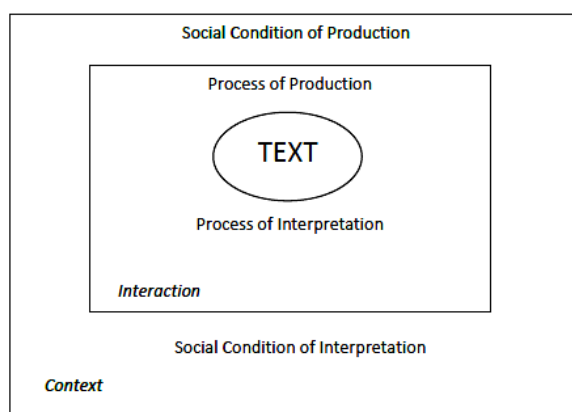 Social Condition of Production
Process of Production
TEXT
Process of Interpretation
Interaction
Social Condition of Interpretation
Context